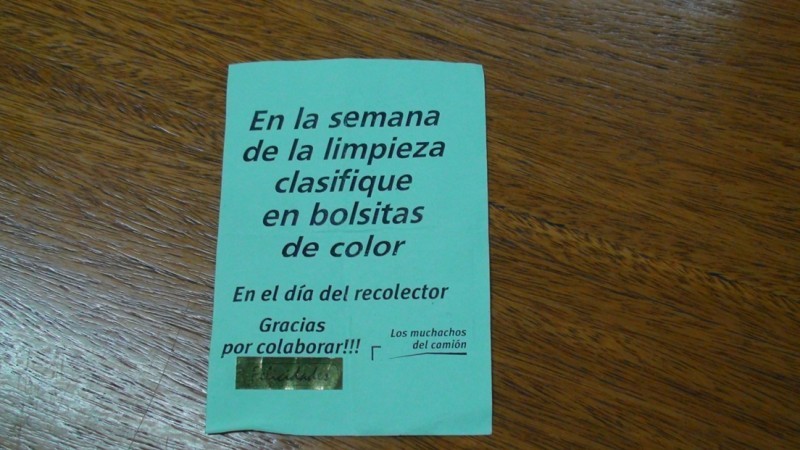 En la semana
de la limpieza
clasifique
en bolsitas
de color
En el día del recolector
Gracias
por colaborar!!!
Los muchachos
del camión